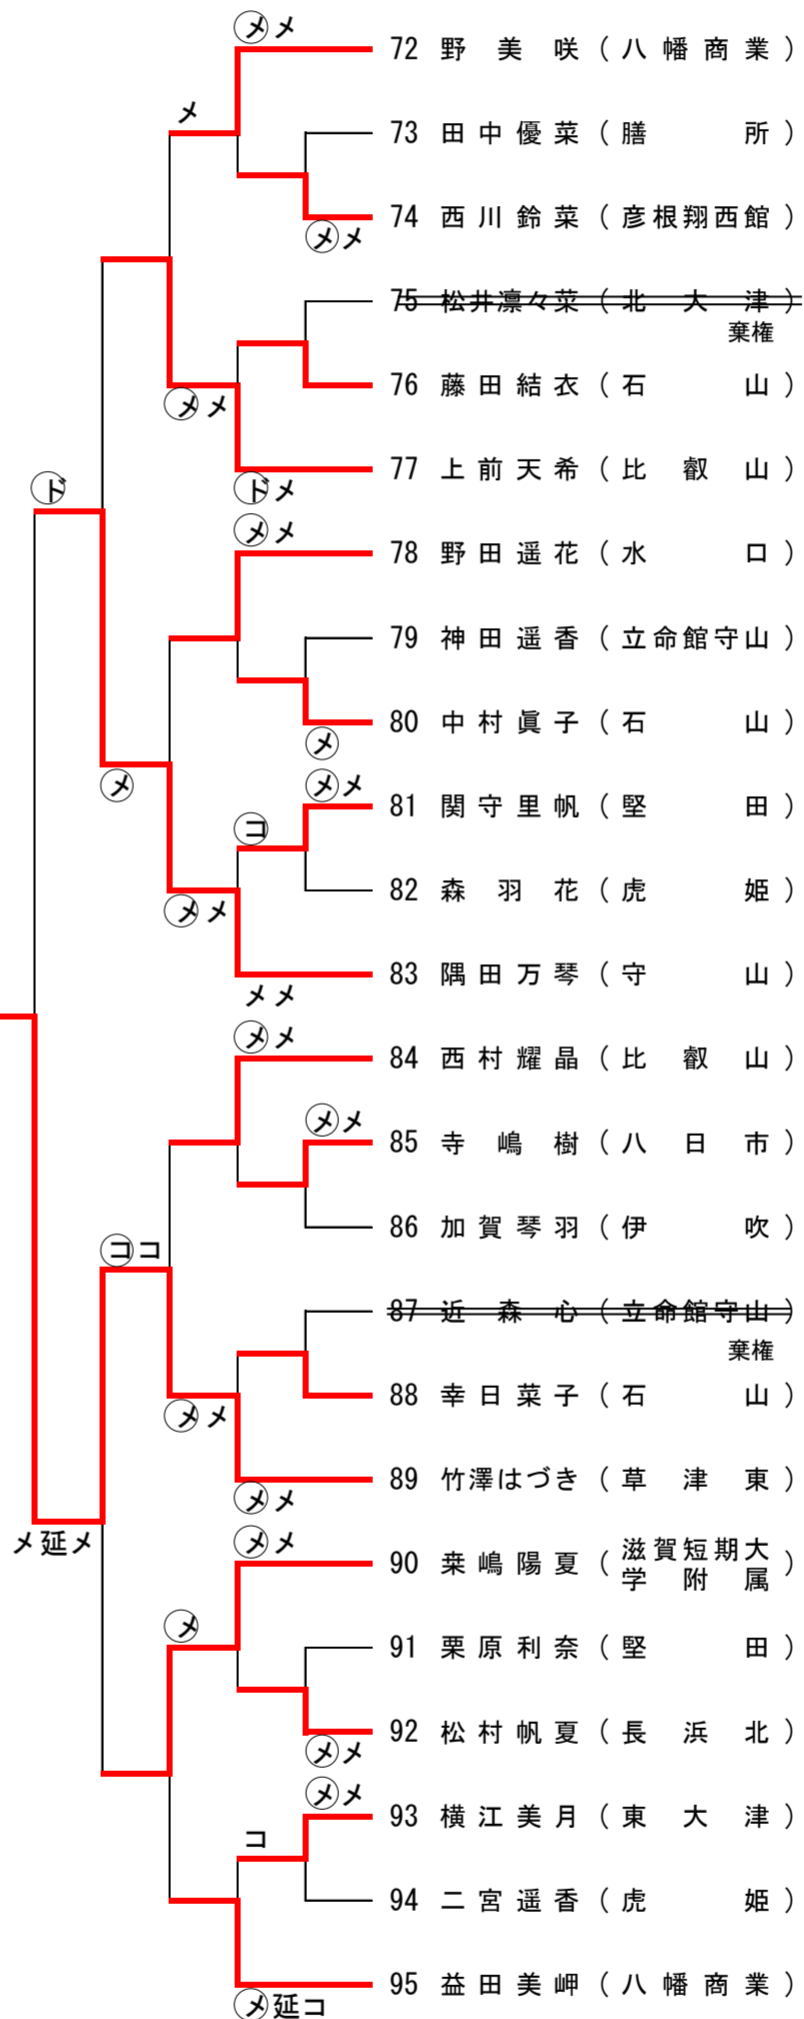 メメ
72 野美咲（八幡商業）
メ
73 田中優菜（膳所）
74 西川鈴菜（彦根翔西館）
メメ
75 松井凛々菜（北大津）
棄権
76 藤田結衣（石山）
メメ
77 上前天希（比叡山）
ド
ドメ
メメ
78 野田遥花（水口）
79 神田遥香（立命館守山）
80 中村眞子（石山）
メ
メ
メメ
81 関守里帆（堅田）
コ
82 森羽花（虎姫）
メメ
83 隅田万琴（守山）
メメ
メメ
84 西村耀晶（比叡山）
メメ
85 寺嶋樹（八日市）
86 加賀琴羽（伊吹）
ココ
87 近森心（立命館守山）
棄権
88 幸日菜子（石山）
メメ
89 竹澤はづき（草津東）
メメ
メ延メ
メメ
90 桒嶋陽夏（滋賀短期大
学附属）
メ
91 栗原利奈（堅田）
92 松村帆夏（長浜北）
メメ
メメ
93 横江美月（東大津）
コ
94 二宮遥香（虎姫）
95 益田美岬（八幡商業）
メ延コ